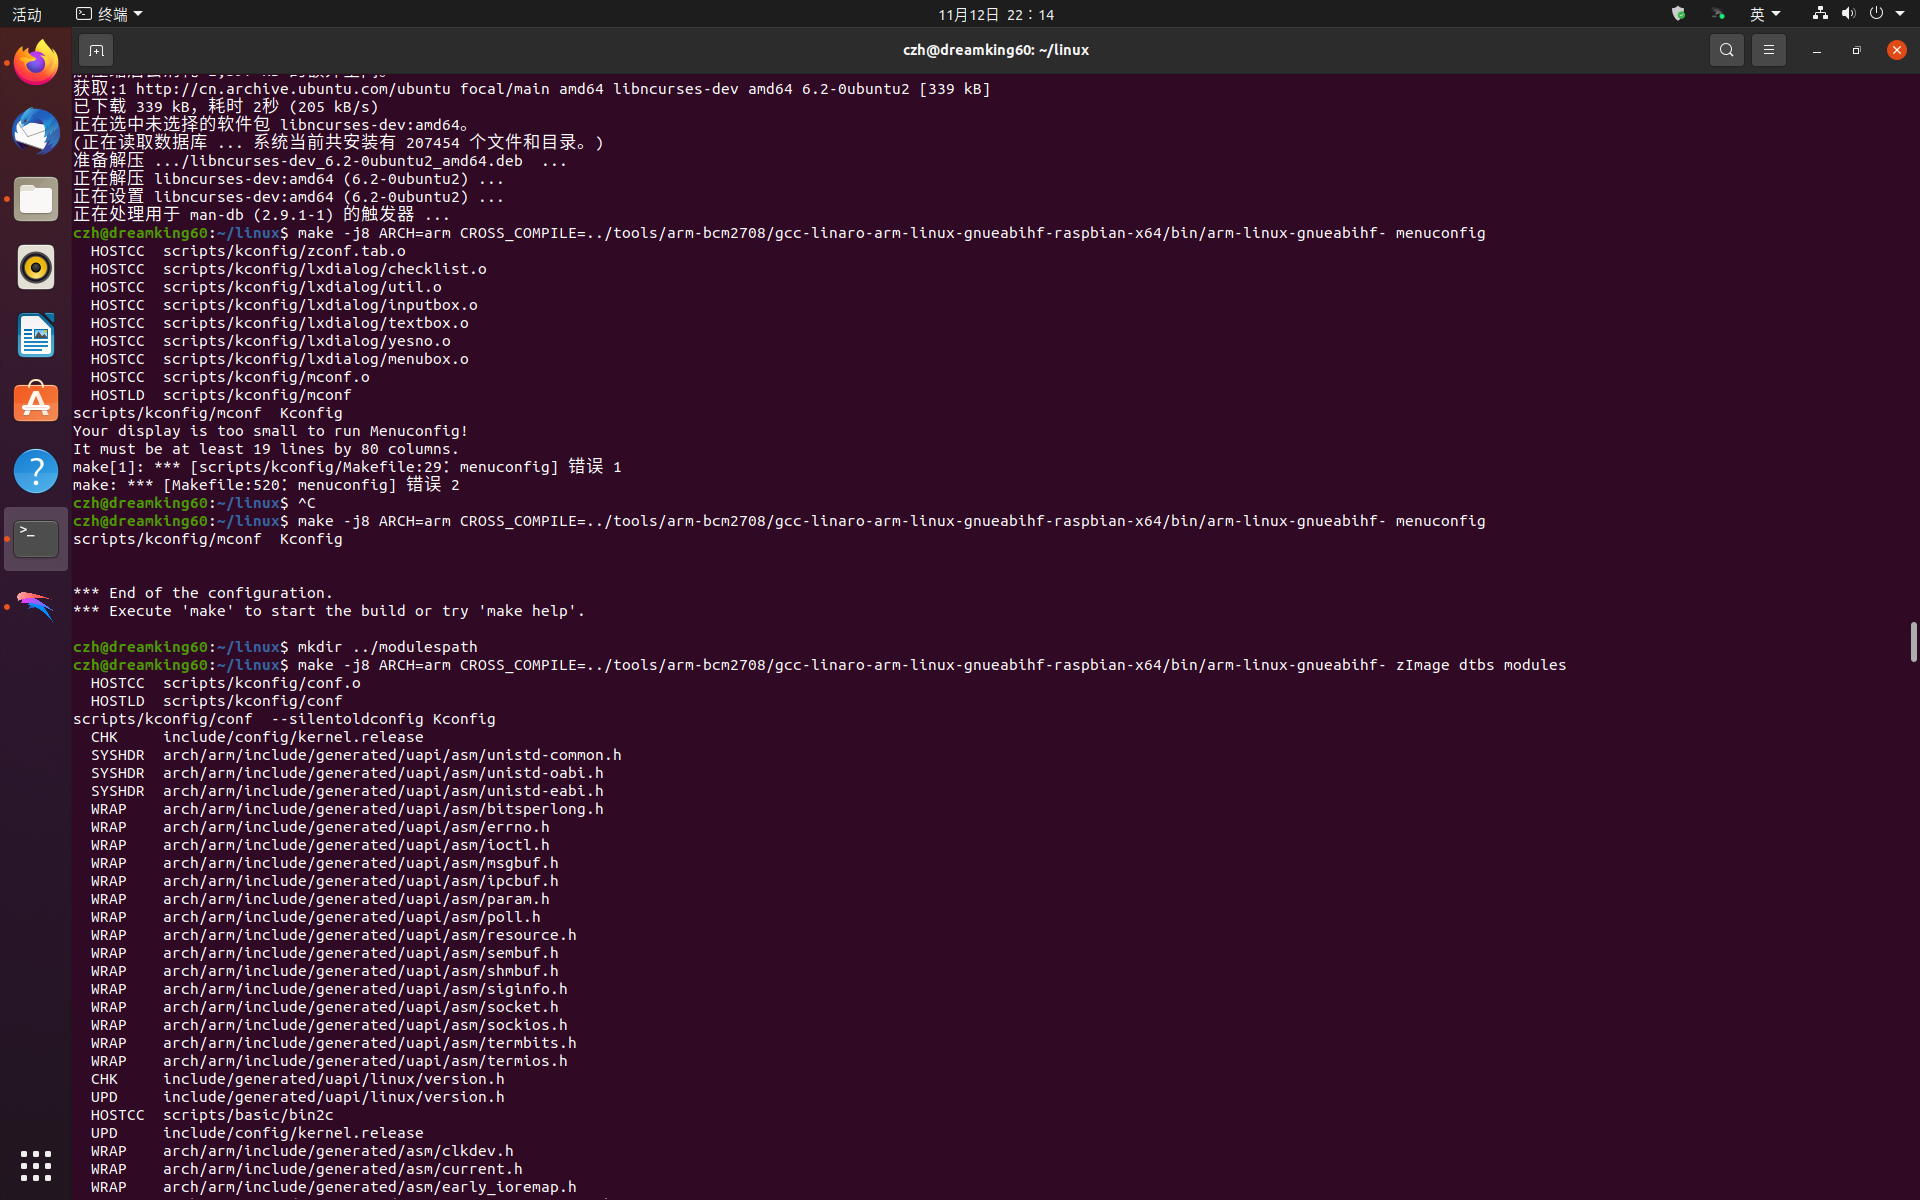 活动
终端
11月12日 22：14
英
czh@dreamking60: ~/linux
获取:1 http://cn.archive.ubuntu.com/ubuntu focal/main amd64 libncurses-dev amd64 6.2-0ubuntu2 [339 kB]
已下载 339 kB，耗时 2秒 (205 kB/s)
正在选中未选择的软件包 libncurses-dev:amd64。
(正在读取数据库 ... 系统当前共安装有 207454 个文件和目录。)
准备解压 .../libncurses-dev_6.2-0ubuntu2_amd64.deb  ...
正在解压 libncurses-dev:amd64 (6.2-0ubuntu2) ...
正在设置 libncurses-dev:amd64 (6.2-0ubuntu2) ...
正在处理用于 man-db (2.9.1-1) 的触发器 ...
czh@dreamking60:~/linux$ make -j8 ARCH=arm CROSS_COMPILE=../tools/arm-bcm2708/gcc-linaro-arm-linux-gnueabihf-raspbian-x64/bin/arm-linux-gnueabihf- menuconfig
  HOSTCC  scripts/kconfig/zconf.tab.o
  HOSTCC  scripts/kconfig/lxdialog/checklist.o
  HOSTCC  scripts/kconfig/lxdialog/util.o
  HOSTCC  scripts/kconfig/lxdialog/inputbox.o
  HOSTCC  scripts/kconfig/lxdialog/textbox.o
  HOSTCC  scripts/kconfig/lxdialog/yesno.o
  HOSTCC  scripts/kconfig/lxdialog/menubox.o
  HOSTCC  scripts/kconfig/mconf.o
  HOSTLD  scripts/kconfig/mconf
scripts/kconfig/mconf  Kconfig
Your display is too small to run Menuconfig!
It must be at least 19 lines by 80 columns.
make[1]: *** [scripts/kconfig/Makefile:29：menuconfig] 错误 1
make: *** [Makefile:520：menuconfig] 错误 2
czh@dreamking60:~/linux$ ^C
czh@dreamking60:~/linux$ make -j8 ARCH=arm CROSS_COMPILE=../tools/arm-bcm2708/gcc-linaro-arm-linux-gnueabihf-raspbian-x64/bin/arm-linux-gnueabihf- menuconfig
scripts/kconfig/mconf  Kconfig
*** End of the configuration.
*** Execute 'make' to start the build or try 'make help'.
czh@dreamking60:~/linux$ mkdir ../modulespath
czh@dreamking60:~/linux$ make -j8 ARCH=arm CROSS_COMPILE=../tools/arm-bcm2708/gcc-linaro-arm-linux-gnueabihf-raspbian-x64/bin/arm-linux-gnueabihf- zImage dtbs modules
  HOSTCC  scripts/kconfig/conf.o
  HOSTLD  scripts/kconfig/conf
scripts/kconfig/conf  --silentoldconfig Kconfig
  CHK     include/config/kernel.release
  SYSHDR  arch/arm/include/generated/uapi/asm/unistd-common.h
  SYSHDR  arch/arm/include/generated/uapi/asm/unistd-oabi.h
  SYSHDR  arch/arm/include/generated/uapi/asm/unistd-eabi.h
  WRAP    arch/arm/include/generated/uapi/asm/bitsperlong.h
  WRAP    arch/arm/include/generated/uapi/asm/errno.h
  WRAP    arch/arm/include/generated/uapi/asm/ioctl.h
  WRAP    arch/arm/include/generated/uapi/asm/msgbuf.h
  WRAP    arch/arm/include/generated/uapi/asm/ipcbuf.h
  WRAP    arch/arm/include/generated/uapi/asm/param.h
  WRAP    arch/arm/include/generated/uapi/asm/poll.h
  WRAP    arch/arm/include/generated/uapi/asm/resource.h
  WRAP    arch/arm/include/generated/uapi/asm/sembuf.h
  WRAP    arch/arm/include/generated/uapi/asm/shmbuf.h
  WRAP    arch/arm/include/generated/uapi/asm/siginfo.h
  WRAP    arch/arm/include/generated/uapi/asm/socket.h
  WRAP    arch/arm/include/generated/uapi/asm/sockios.h
  WRAP    arch/arm/include/generated/uapi/asm/termbits.h
  WRAP    arch/arm/include/generated/uapi/asm/termios.h
  CHK     include/generated/uapi/linux/version.h
  UPD     include/generated/uapi/linux/version.h
  HOSTCC  scripts/basic/bin2c
  UPD     include/config/kernel.release
  WRAP    arch/arm/include/generated/asm/clkdev.h
  WRAP    arch/arm/include/generated/asm/current.h
  WRAP    arch/arm/include/generated/asm/early_ioremap.h